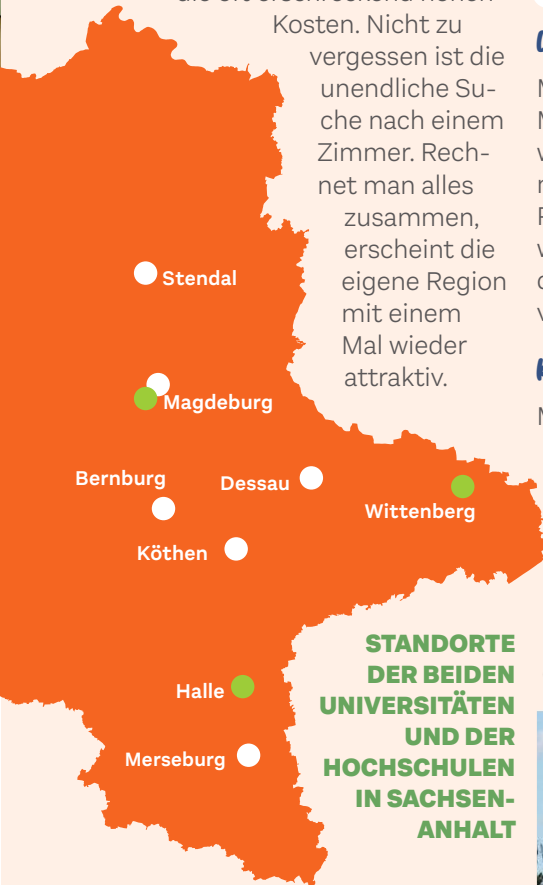 Kosten. Nicht zu
vergessen ist die
unendliche Su-
che nach einem
Zimmer. Rech-
net man alles
zusammen,
erscheint die
eigene Region
mit einem
Mal wieder
attraktiv.
Stendal
Magdeburg
Bernburg
Dessau
Wittenberg
Köthen
Halle
Merseburg
STANDORTE
DER BEIDEN
UNIVERSITÄTEN
UND DER
HOCHSCHULEN
IN SACHSEN-
ANHALT